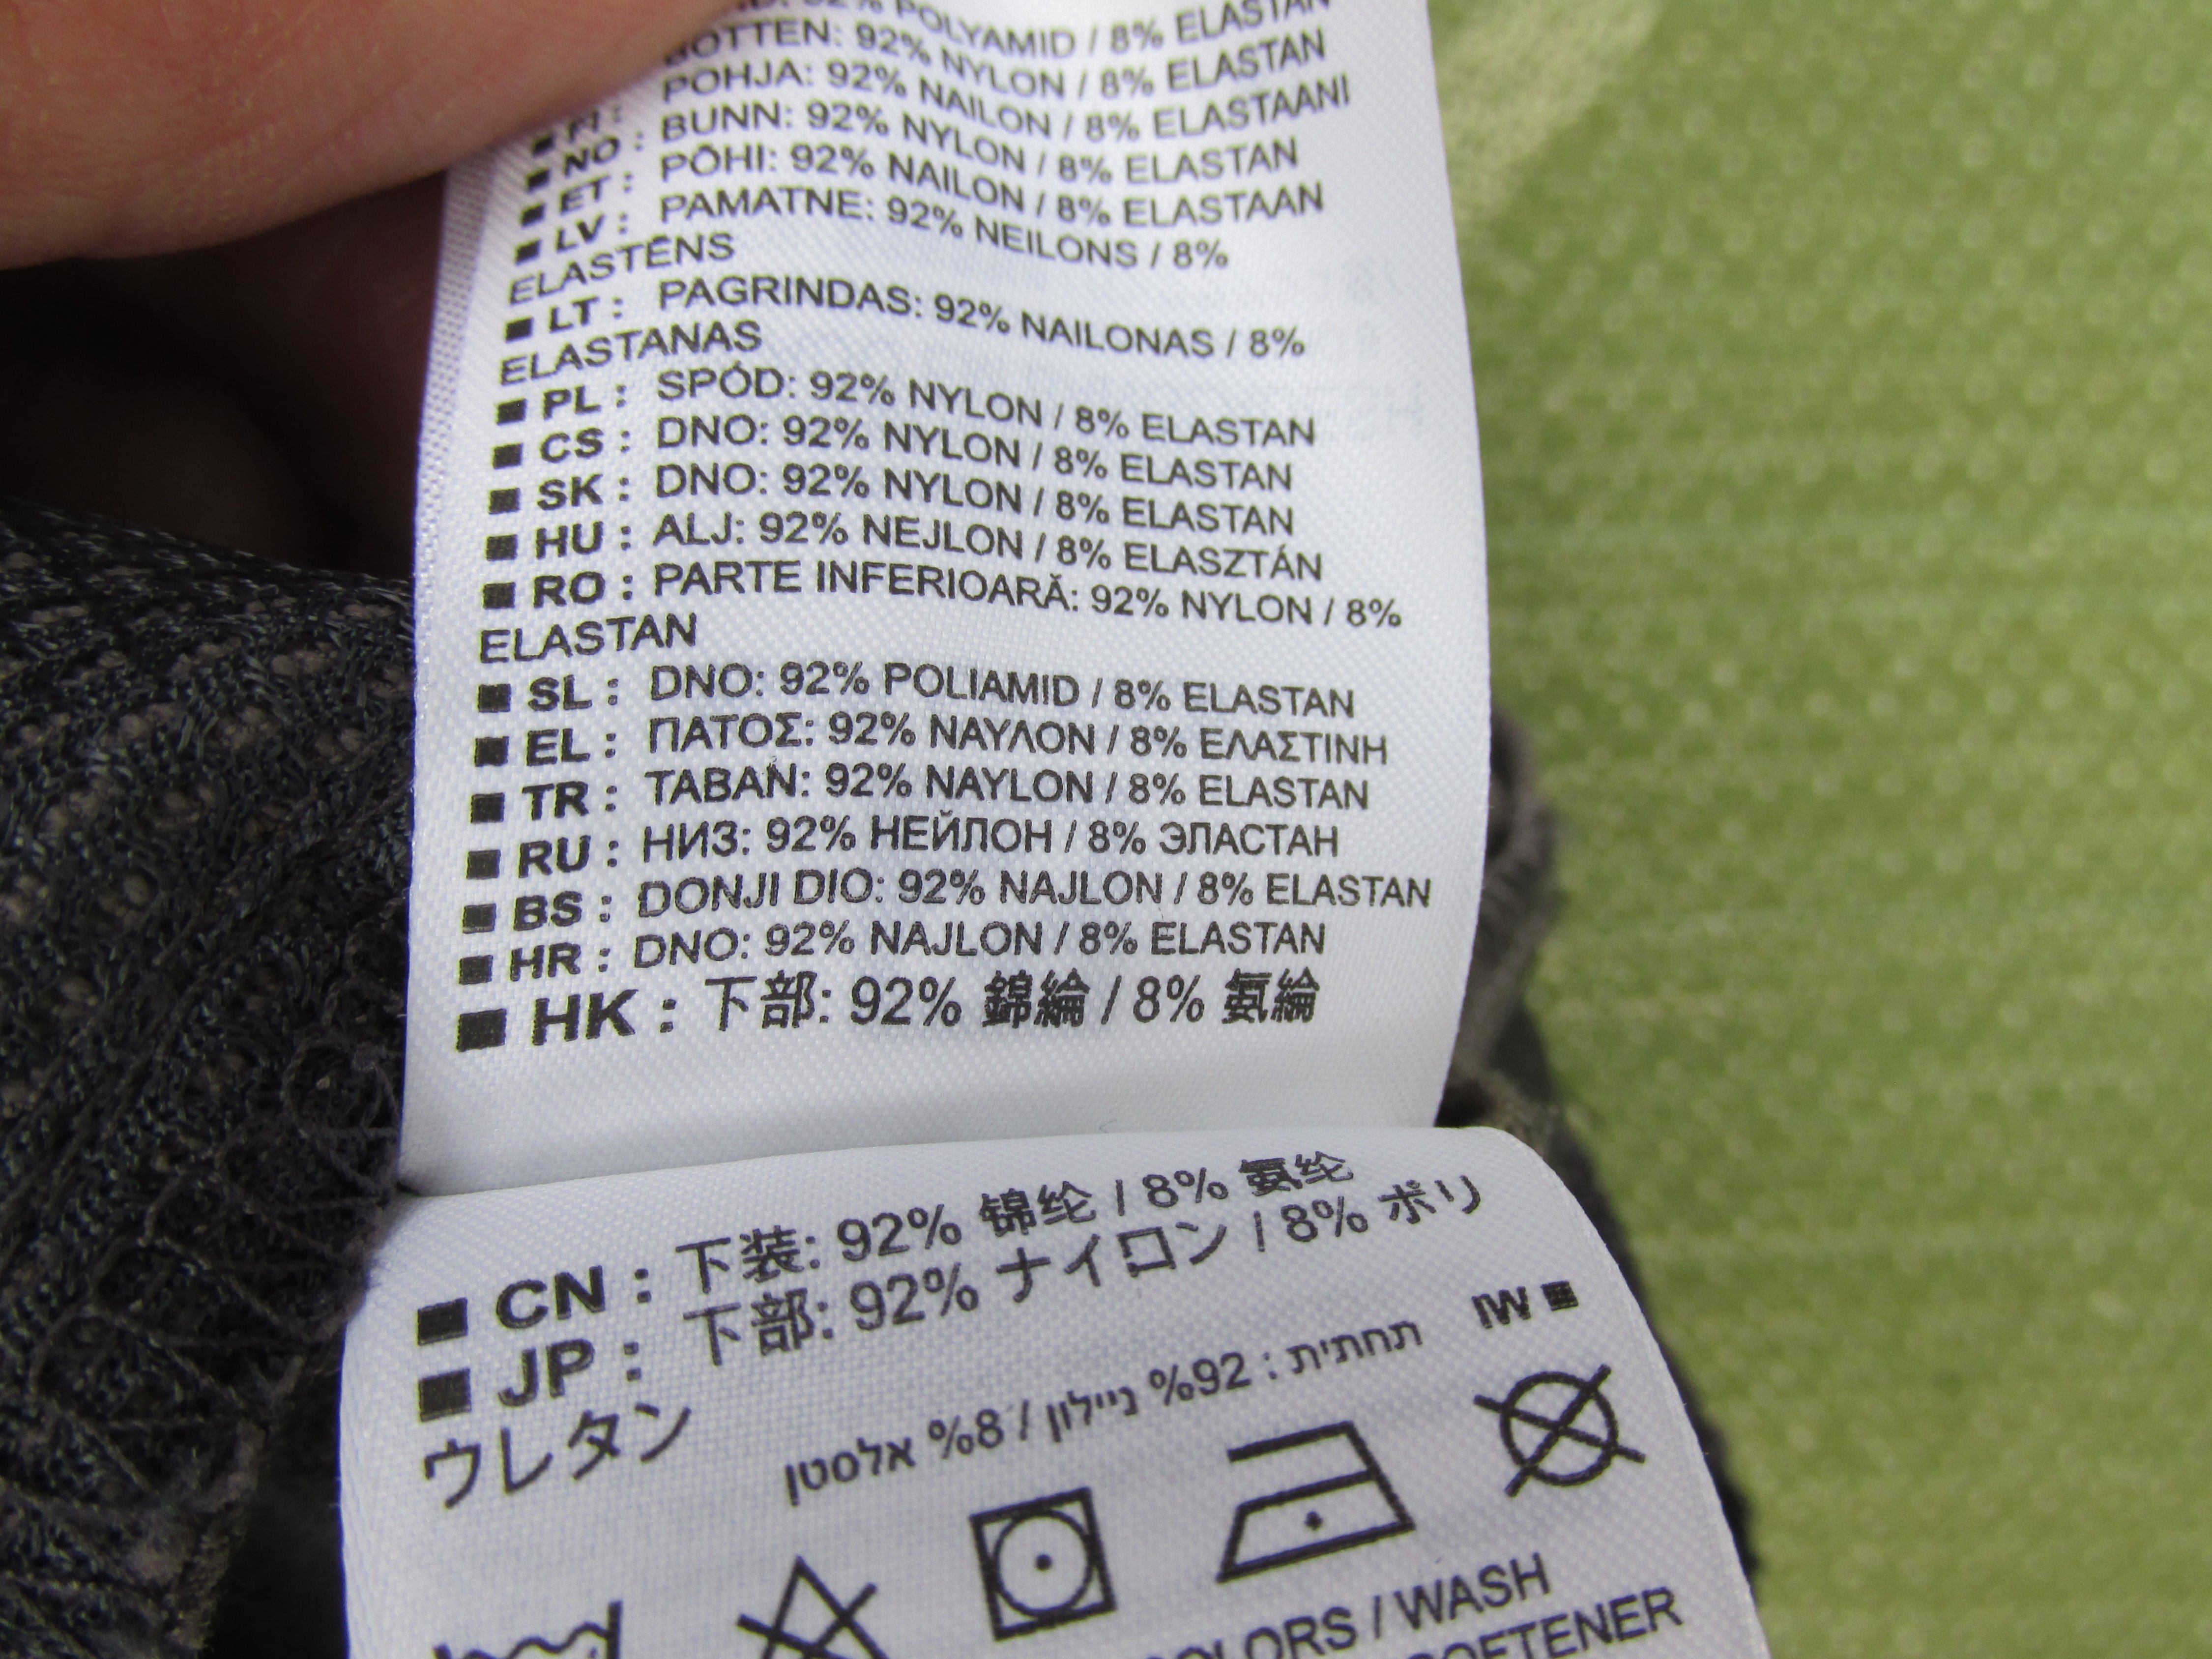 POLYAMID / 8% ELASTAN
BOTTEN: 92% NYLON / 8% ELASTAN
■ FI : POHJA: 92% NAILON / 8% ELASTAANI
■ NO : BUNN: 92% NYLON / 8% ELASTAN
■ ET : PÕHI: 92% NAILON / 8% ELASTAAN
■ LV : PAMATNE: 92% NEILONS / 8%
ELASTĒNS
■ LT : PAGRINDAS: 92% NAILONAS / 8%
ELASTANAS
■ PL : SPÓD: 92% NYLON / 8% ELASTAN
■ CS : DNO: 92% NYLON / 8% ELASTAN
■ SK : DNO: 92% NYLON / 8% ELASTAN
■ HU : ALJ: 92% NEJLON / 8% ELASZTÁN
■ RO : PARTE INFERIOARĂ: 92% NYLON / 8%
ELASTAN
■ SL : DNO: 92% POLIAMID / 8% ELASTAN
■ EL : ΠΑΤΟΣ: 92% ΝΑΥΛΟΝ / 8% ΕΛΑΣΤΙΝΗ
■ TR : TABAN: 92% NAYLON / 8% ELASTAN
■ RU : НИЗ: 92% НЕЙЛОН / 8% ЭЛАСТАН
■ BS : DONJI DIO: 92% NAJLON / 8% ELASTAN
■ HR : DNO: 92% NAJLON / 8% ELASTAN
■ HK : 下部: 92% 錦綸 / 8% 氨綸
■ CN : 下装: 92% 锦纶 / 8% 氨纶
■ JP : 下部: 92% ナイロン / 8% ポリ
ウレタン
■ IW תחתית : 92% ניילון / 8% אלסטן
COLORS / WASH
SOFTENER